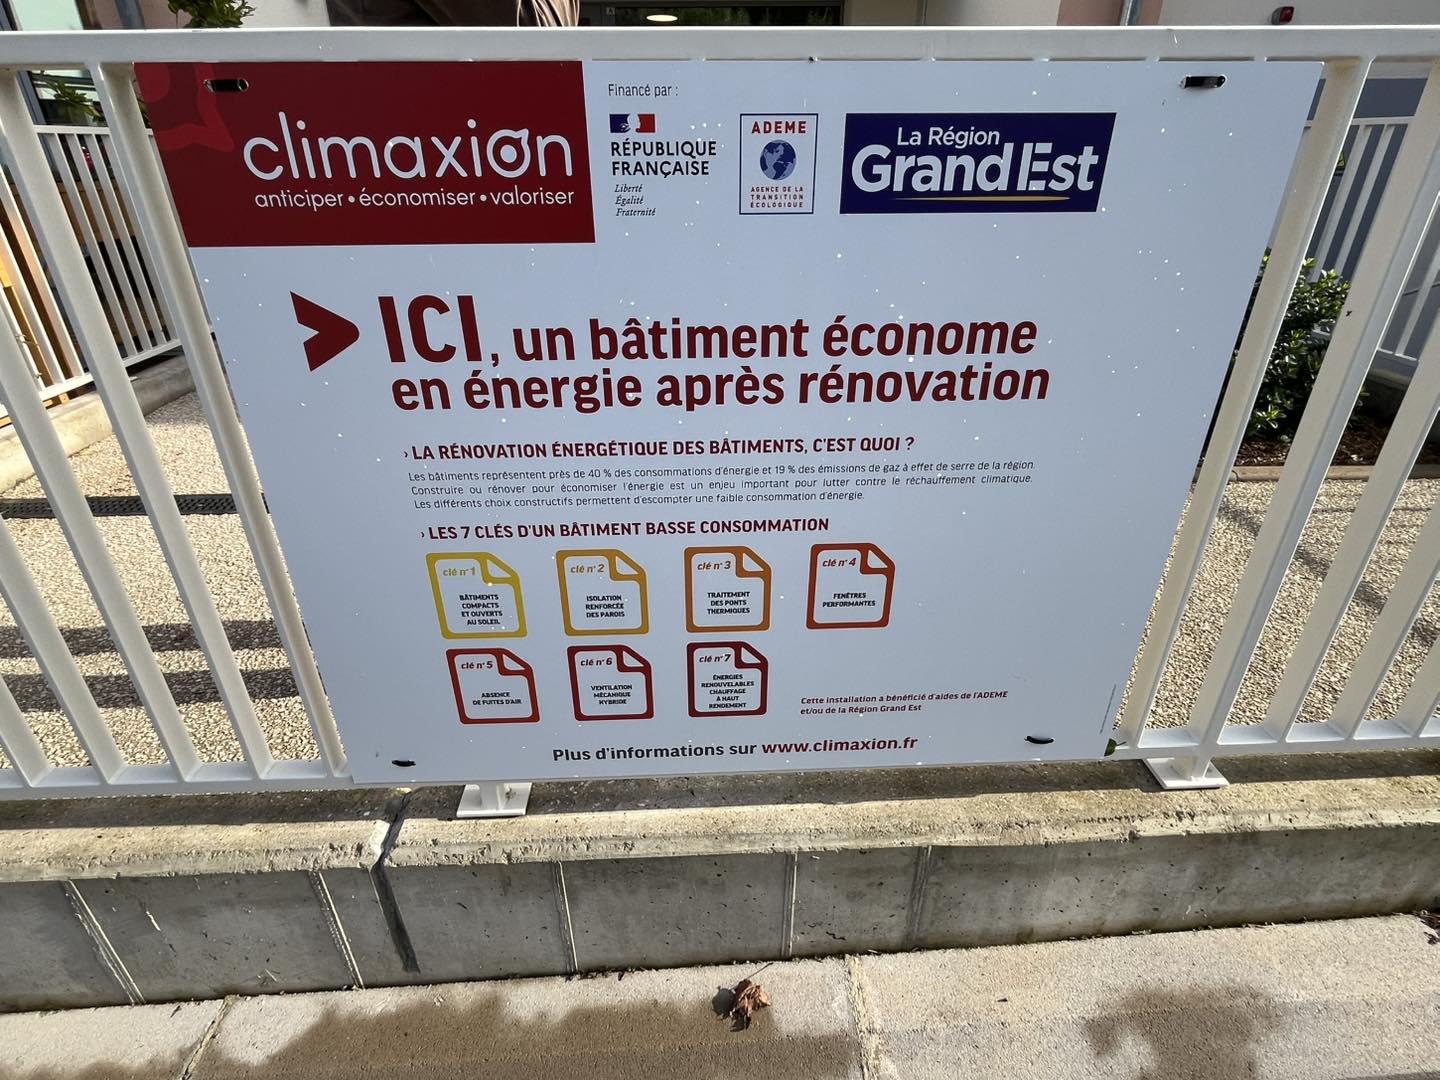 climaxion
anticiper • économiser • valoriser
Financé par :
RÉPUBLIQUE
FRANÇAISE
Liberté
Égalité
Fraternité
ADEME
AGENCE DE LA
TRANSITION
ÉCOLOGIQUE
La Région
Grand Est
> ICI, un bâtiment économe
en énergie après rénovation
› LA RÉNOVATION ÉNERGÉTIQUE DES BÂTIMENTS, C'EST QUOI ?
Les bâtiments représentent près de 40 % des consommations d'énergie et 19 % des émissions de gaz à effet de serre de la région.
Construire ou rénover pour économiser l'énergie est un enjeu important pour lutter contre le réchauffement climatique.
Les différents choix constructifs permettent d'escompter une faible consommation d'énergie.
› LES 7 CLÉS D'UN BÂTIMENT BASSE CONSOMMATION
clé n°1
BÂTIMENTS
COMPACTS
ET OUVERTS
AU SOLEIL
clé n°2
ISOLATION
RENFORCÉE
DES PAROIS
clé n°3
TRAITEMENT
DES PONTS
THERMIQUES
clé n°4
FENÊTRES
PERFORMANTES
clé n°5
ABSENCE
DE FUITES D'AIR
clé n°6
VENTILATION
MÉCANIQUE
HYBRIDE
clé n°7
ÉNERGIES
RENOUVELABLES
CHAUFFAGE
À HAUT
RENDEMENT
Cette installation a bénéficié d'aides de l'ADEME
et/ou de la Région Grand Est
Plus d'informations sur www.climaxion.fr